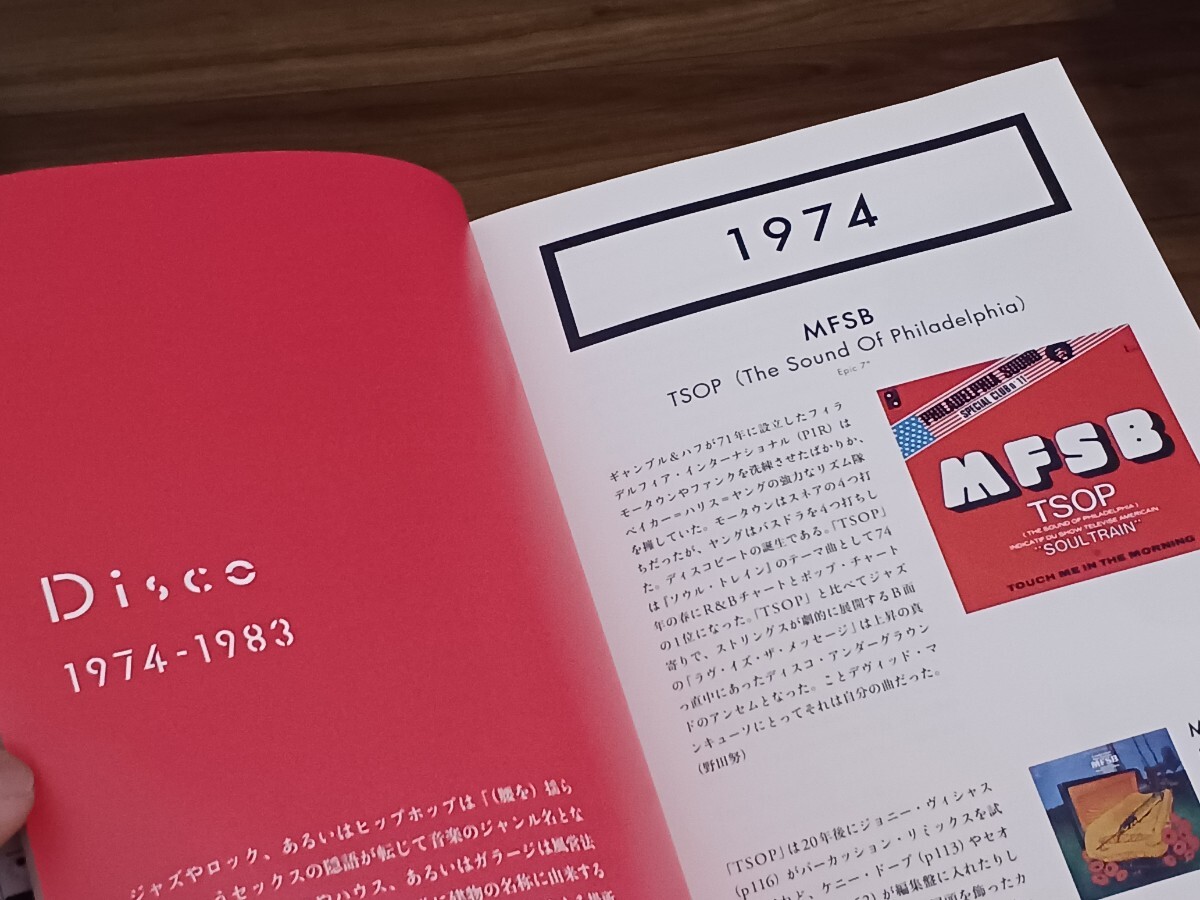 Disco
1974-1983
ジャズやロック、あるいはヒップホップは「(腰を) 揺ら
うセックスの隠語が転じて音楽のジャンル名とな
やハウス、あるいはガラージは風営法
に建物の名称に由来する
1974
MFSB
TSOP (The Sound Of Philadelphia)
Epic 7"
ギャンブル＆ハフが71年に設立したフィラ
デルフィア・インターナショナル (PIR) は
モータウンやファンクを洗練させたばかりか、
ベイカー＝ハリス＝ヤングの強力なリズム隊
を擁していた。モータウンはスネアの4つ打
ちだったが、ヤングはバスドラを4つ打ちし
た。ディスコビートの誕生である。「TSOP」
は『ソウル・トレイン』のテーマ曲として74
年の春にR&Bチャートとポップ・チャート
の1位になった。「TSOP」と比べてジャズ
寄りで、ストリングスが劇的に展開するB面
の「ラヴ・イズ・ザ・メッセージ」は上昇の真
っ直中にあったディスコ・アンダーグラウン
ドのアンセムとなった。ことデヴィッド・マ
ンキューソにとってそれは自分の曲だった。
(野田努)
PHILADELPHIA SOUND
SPECIAL CLUB n°11
MFSB
TSOP
(THE SOUND OF PHILADELPHIA)
INDICATIF DU SHOW TELEVISE AMERICAIN
"SOUL TRAIN"
TOUCH ME IN THE MORNING
「TSOP」は20年後にジョニー・ヴィシャス
(p116) がパーカッション・リミックスを試
けれど、ケニー・ドープ (p113) やセオ
が編集盤に入れたりし
冒頭を飾ったカ
MFSB
M